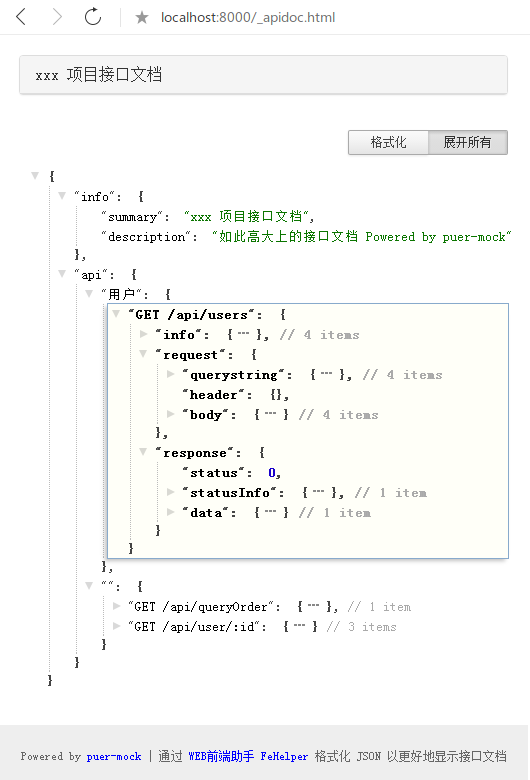 localhost:8000/_apidoc.html
xxx 项目接口文档
格式化 展开所有
{
"info": {
"summary": "xxx 项目接口文档",
"description": "如此高大上的接口文档 Powered by puer-mock"
},
"api": {
"用户": {
"GET /api/users": {
"info": {…}, // 4 items
"request": {
"querystring": {…}, // 4 items
"header": {},
"body": {…} // 4 items
},
"response": {
"status": 0,
"statusInfo": {…}, // 1 item
"data": {…} // 1 item
}
}
},
"": {
"GET /api/queryOrder": {…}, // 1 item
"GET /api/user/:id": {…} // 3 items
}
}
}
Powered by puer-mock | 通过 WEB前端助手 FeHelper 格式化 JSON 以更好地显示接口文档